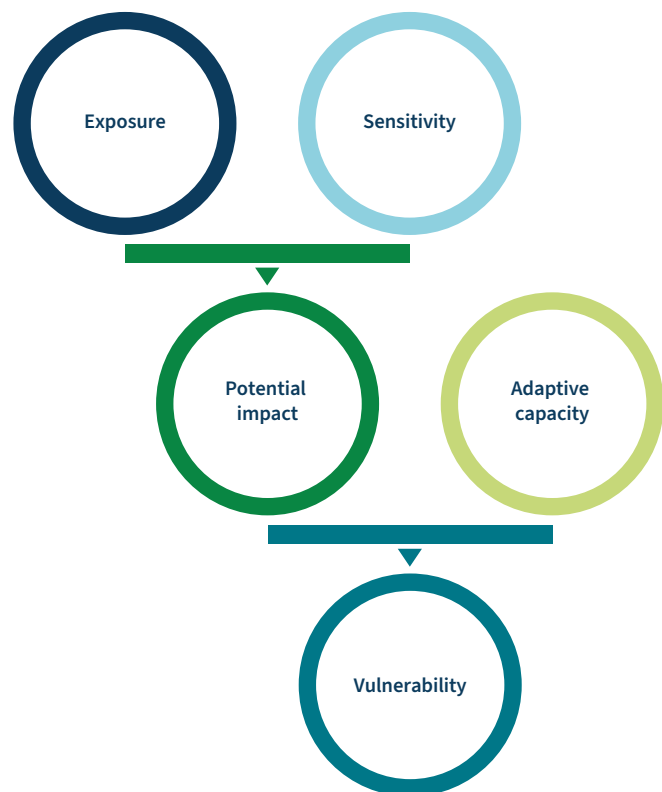 Exposure
Sensitivity
Potential
impact
Adaptive
capacity
Vulnerability